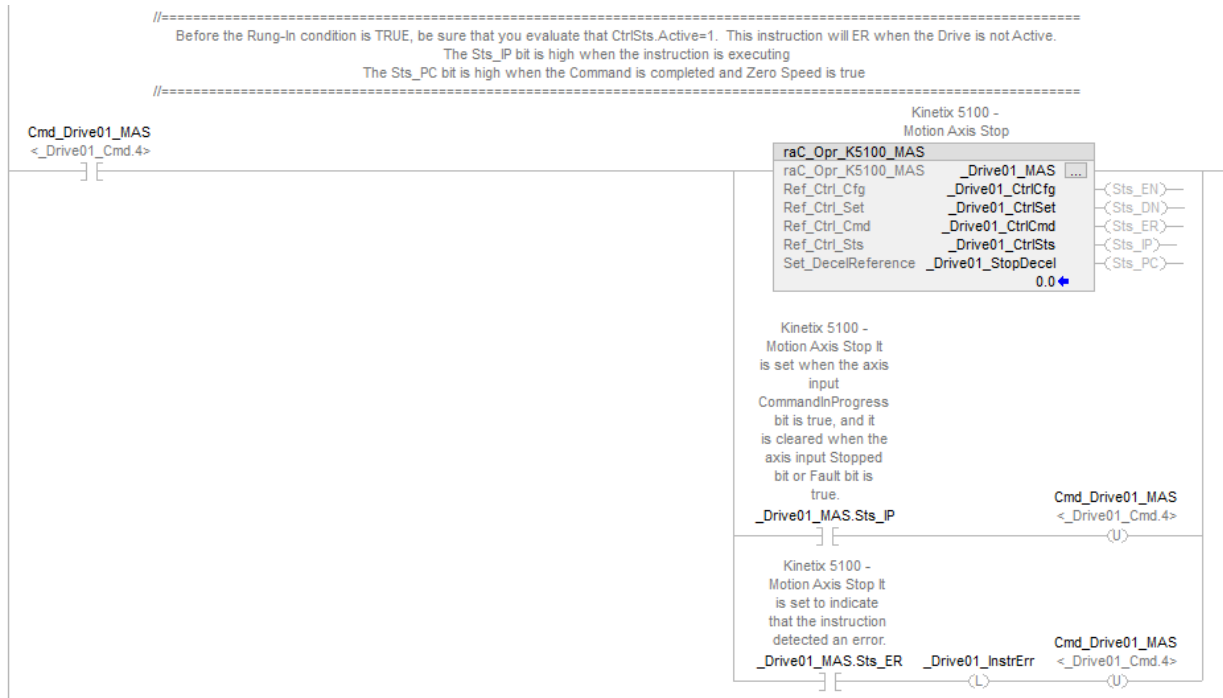 //==============================================================================================================
Before the Rung-In condition is TRUE, be sure that you evaluate that CtrlSts.Active=1. This instruction will ER when the Drive is not Active.
The Sts_IP bit is high when the instruction is executing
The Sts_PC bit is high when the Command is completed and Zero Speed is true
//==============================================================================================================
Kinetix 5100 -
Motion Axis Stop
Cmd_Drive01_MAS
<_Drive01_Cmd.4>
raC_Opr_K5100_MAS
raC_Opr_K5100_MAS _Drive01_MAS ...
Ref_Ctrl_Cfg _Drive01_CtrlCfg (Sts_EN)
Ref_Ctrl_Set _Drive01_CtrlSet (Sts_DN)
Ref_Ctrl_Cmd _Drive01_CtrlCmd (Sts_ER)
Ref_Ctrl_Sts _Drive01_CtrlSts (Sts_IP)
Set_DecelReference _Drive01_StopDecel (Sts_PC)
0.0
Kinetix 5100 -
Motion Axis Stop It
is set when the axis
input
CommandInProgress
bit is true, and it
is cleared when the
axis input Stopped
bit or Fault bit is
true.
_Drive01_MAS.Sts_IP
Cmd_Drive01_MAS
<_Drive01_Cmd.4>
(U)
Kinetix 5100 -
Motion Axis Stop It
is set to indicate
that the instruction
detected an error.
_Drive01_MAS.Sts_ER
_Drive01_InstrErr
(L)
Cmd_Drive01_MAS
<_Drive01_Cmd.4>
(U)